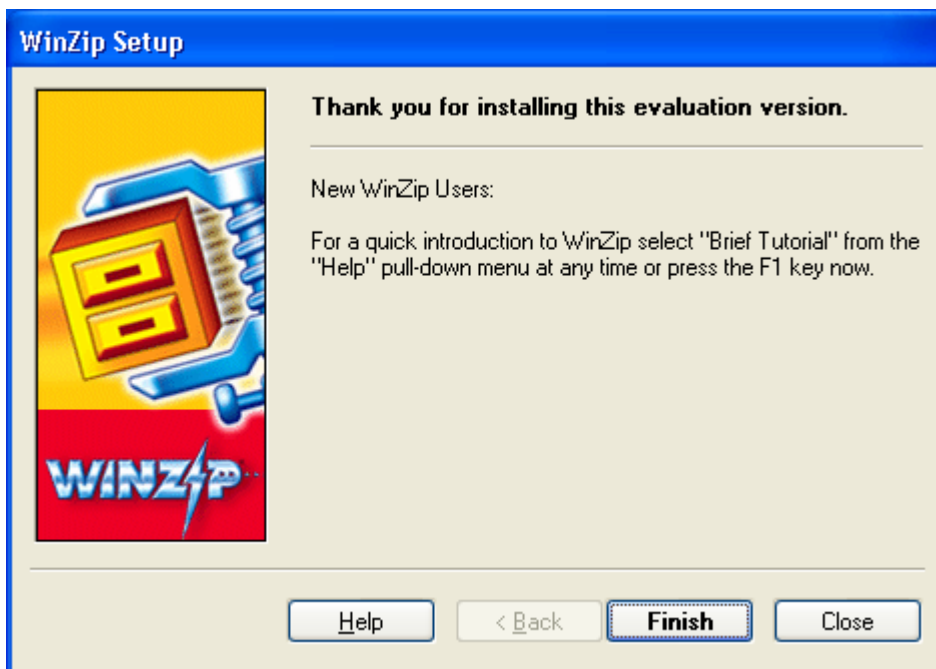 WinZip Setup
Thank you for installing this evaluation version.
New WinZip Users:
For a quick introduction to WinZip select "Brief Tutorial" from the
"Help" pull-down menu at any time or press the F1 key now.
WINZIP
Help
< Back
Finish
Close